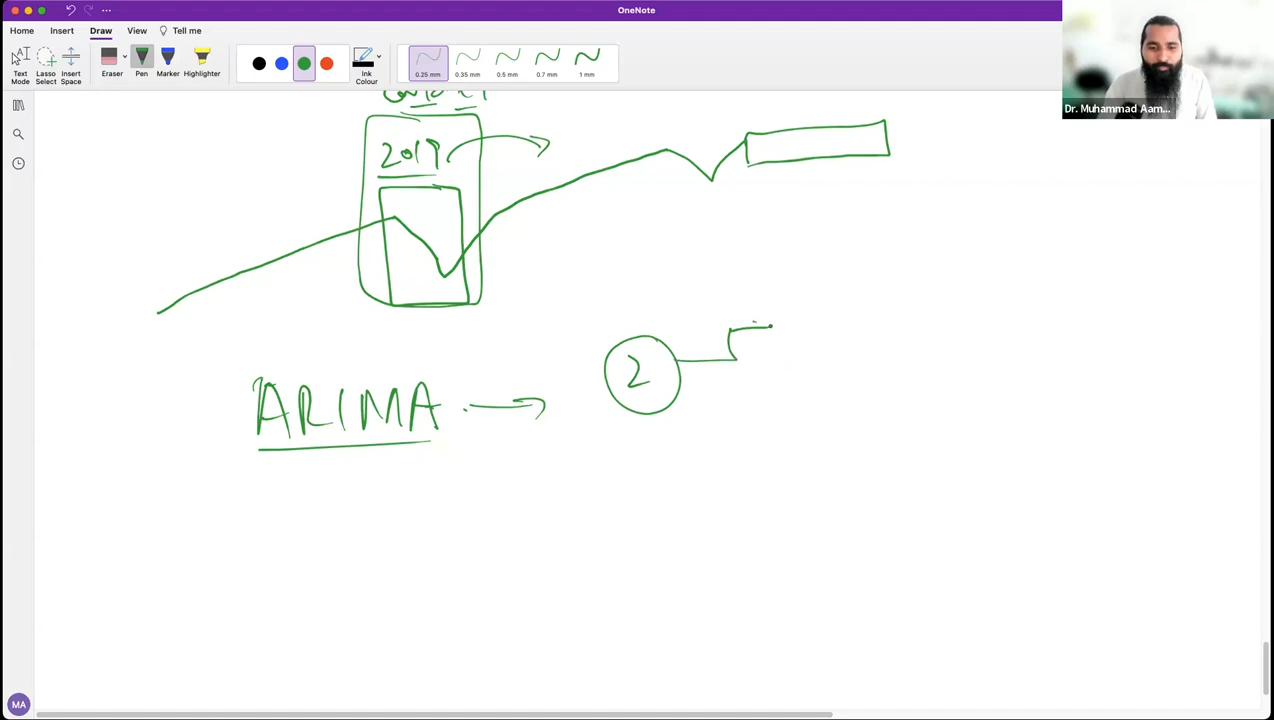 OneNote
Home Insert Draw View Tell me
Text Mode
Lasso Select
Insert Space
Eraser
Pen
Marker
Highlighter
Ink Colour
0.25 mm
0.35 mm
0.5 mm
0.7 mm
1 mm
Dr. Muhammad Aam...
2019
2
ARIMA
MA